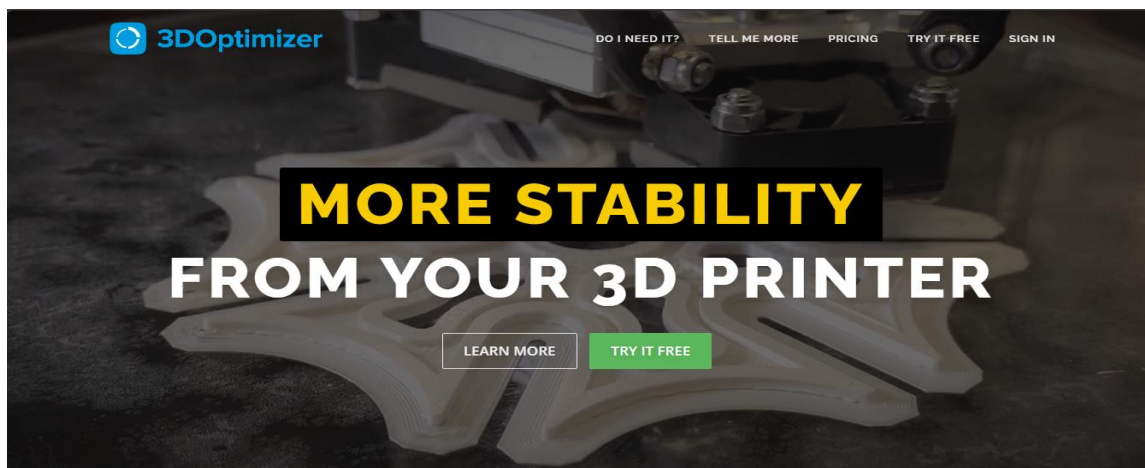 3DOptimizer
DO I NEED IT? TELL ME MORE PRICING TRY IT FREE SIGN IN
MORE STABILITY
FROM YOUR 3D PRINTER
LEARN MORE TRY IT FREE